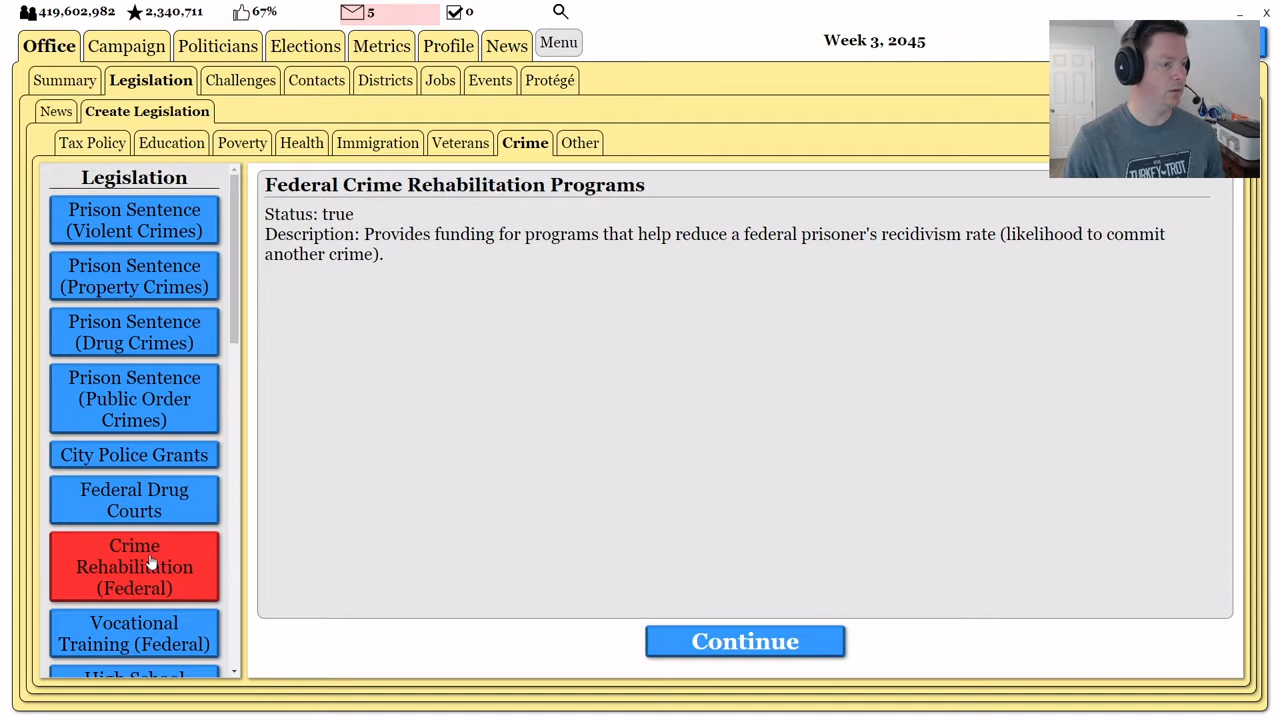 419,602,982 2,340,711 67% 5 0
_ X
Office Campaign Politicians Elections Metrics Profile News Menu
Week 3, 2045
Summary Legislation Challenges Contacts Districts Jobs Events Protégé
News Create Legislation
Tax Policy Education Poverty Health Immigration Veterans Crime Other
Legislation
Prison Sentence
(Violent Crimes)
Prison Sentence
(Property Crimes)
Prison Sentence
(Drug Crimes)
Prison Sentence
(Public Order
Crimes)
City Police Grants
Federal Drug
Courts
Crime
Rehabilitation
(Federal)
Vocational
Training (Federal)
High School
Federal Crime Rehabilitation Programs
Status: true
Description: Provides funding for programs that help reduce a federal prisoner's recidivism rate (likelihood to commit
another crime).
Continue
TURKEY TROT